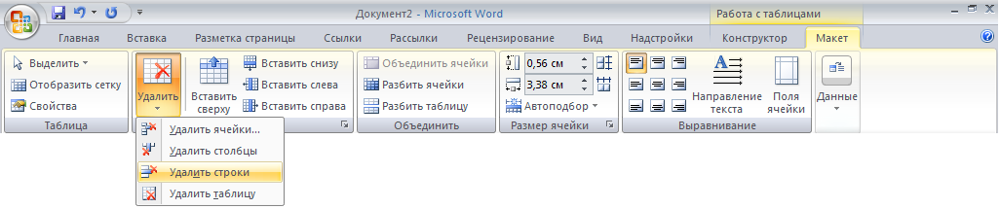 Документ2 - Microsoft Word
Работа с таблицами
Главная Вставка Разметка страницы Ссылки Рассылки Рецензирование Вид Надстройки Конструктор Макет
Выделить
Отобразить сетку
Свойства
Таблица
Удалить
Вставить сверху
Вставить снизу
Вставить слева
Вставить справа
Объединить ячейки
Разбить ячейки
Разбить таблицу
Объединить
0,56 см
3,38 см
Автоподбор
Размер ячейки
Направление текста
Поля ячейки
Выравнивание
Данные
Удалить ячейки...
Удалить столбцы
Удалить строки
Удалить таблицу